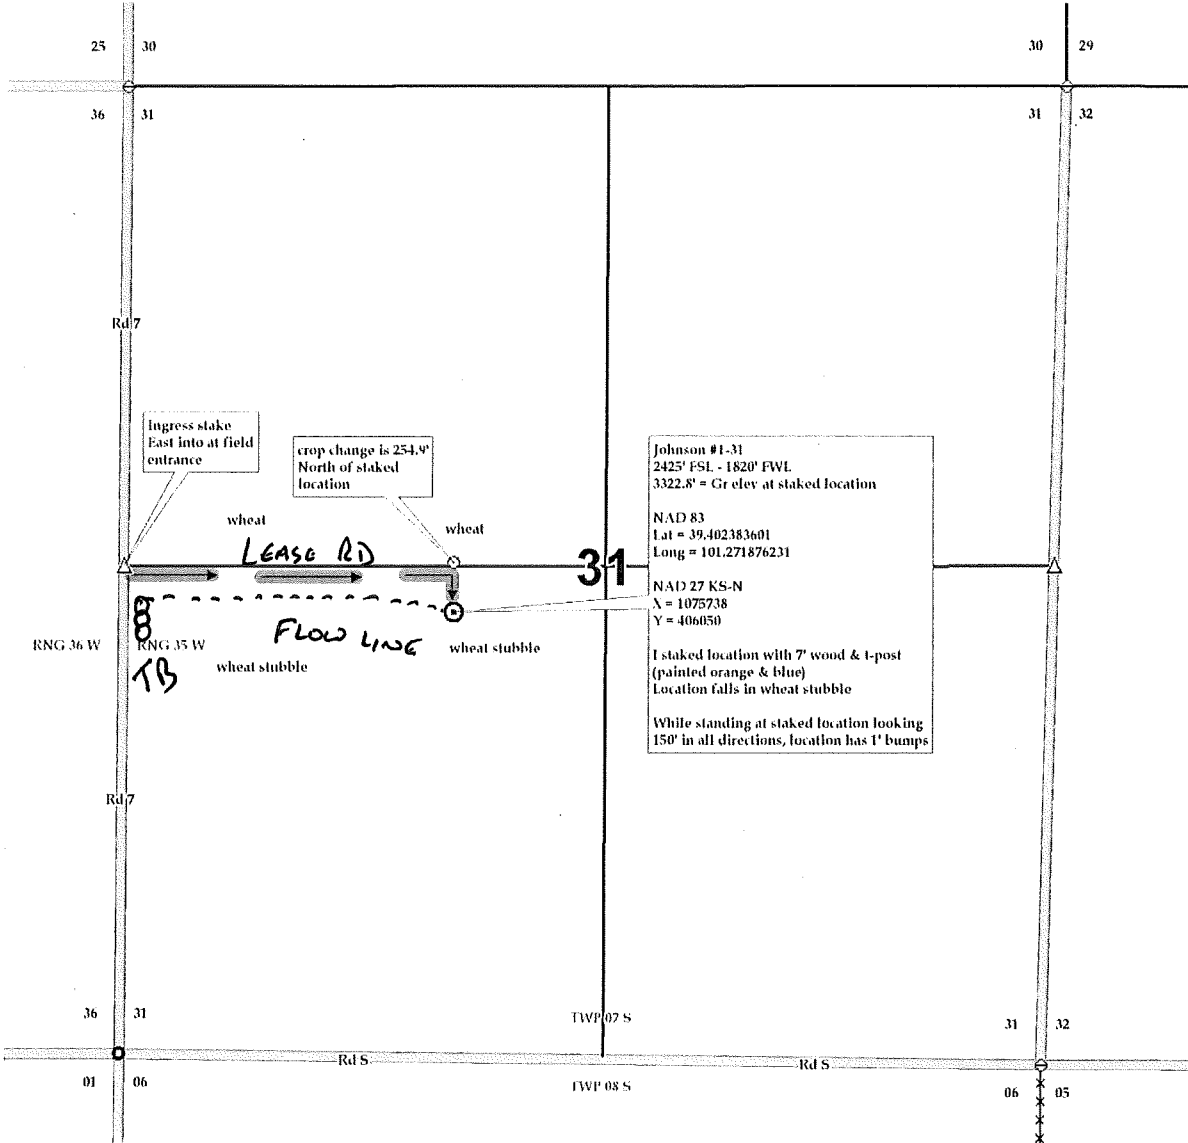 25 30
30 29
36 31
31 32
Rd 7
Ingress stake
East into at field
entrance
crop change is 254.9'
North of staked
location
Johnson #1-31
2425' FSL - 1820' FWL
3322.8' = Gr elev at staked location
NAD 83
Lat = 39.402383601
Long = 101.271876231
NAD 27 KS-N
X = 1075738
Y = 406050
I staked location with 7' wood & t-post
(painted orange & blue)
Location falls in wheat stubble
While standing at staked location looking
150' in all directions, location has 1' bumps
wheat
wheat
LEASE RD
31
FLOW LINE
RNG 36 W
RNG 35 W
wheat stubble
wheat stubble
TB
Rd 7
36 31
TWP 07 S
31 32
Rd S
Rd S
01 06
TWP 08 S
06 05